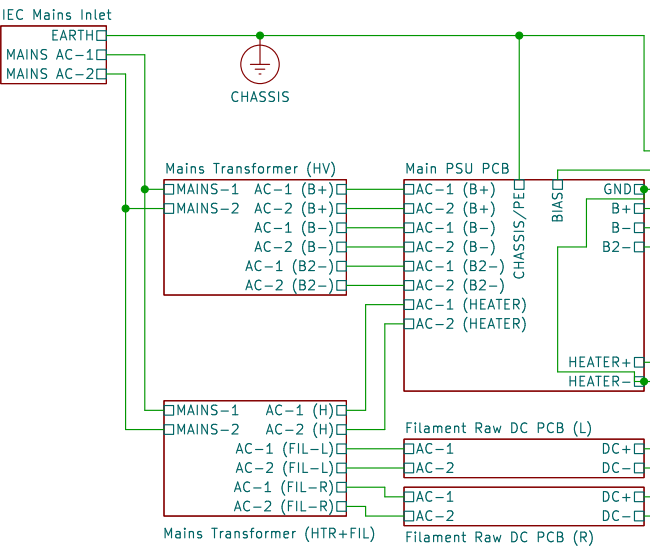 IEC Mains Inlet
EARTH
MAINS AC-1
MAINS AC-2
CHASSIS
Mains Transformer (HV)
MAINS-1 AC-1 (B+)
MAINS-2 AC-2 (B+)
AC-1 (B-)
AC-2 (B-)
AC-1 (B2-)
AC-2 (B2-)
Main PSU PCB
AC-1 (B+)
AC-2 (B+)
AC-1 (B-)
AC-2 (B-)
AC-1 (B2-)
AC-2 (B2-)
AC-1 (HEATER)
AC-2 (HEATER)
CHASSIS/PE
BIAS
GND
B+
B-
B2-
HEATER+
HEATER-
MAINS-1 AC-1 (H)
MAINS-2 AC-2 (H)
AC-1 (FIL-L)
AC-2 (FIL-L)
AC-1 (FIL-R)
AC-2 (FIL-R)
Mains Transformer (HTR+FIL)
Filament Raw DC PCB (L)
AC-1 DC+
AC-2 DC-
AC-1 DC+
AC-2 DC-
Filament Raw DC PCB (R)